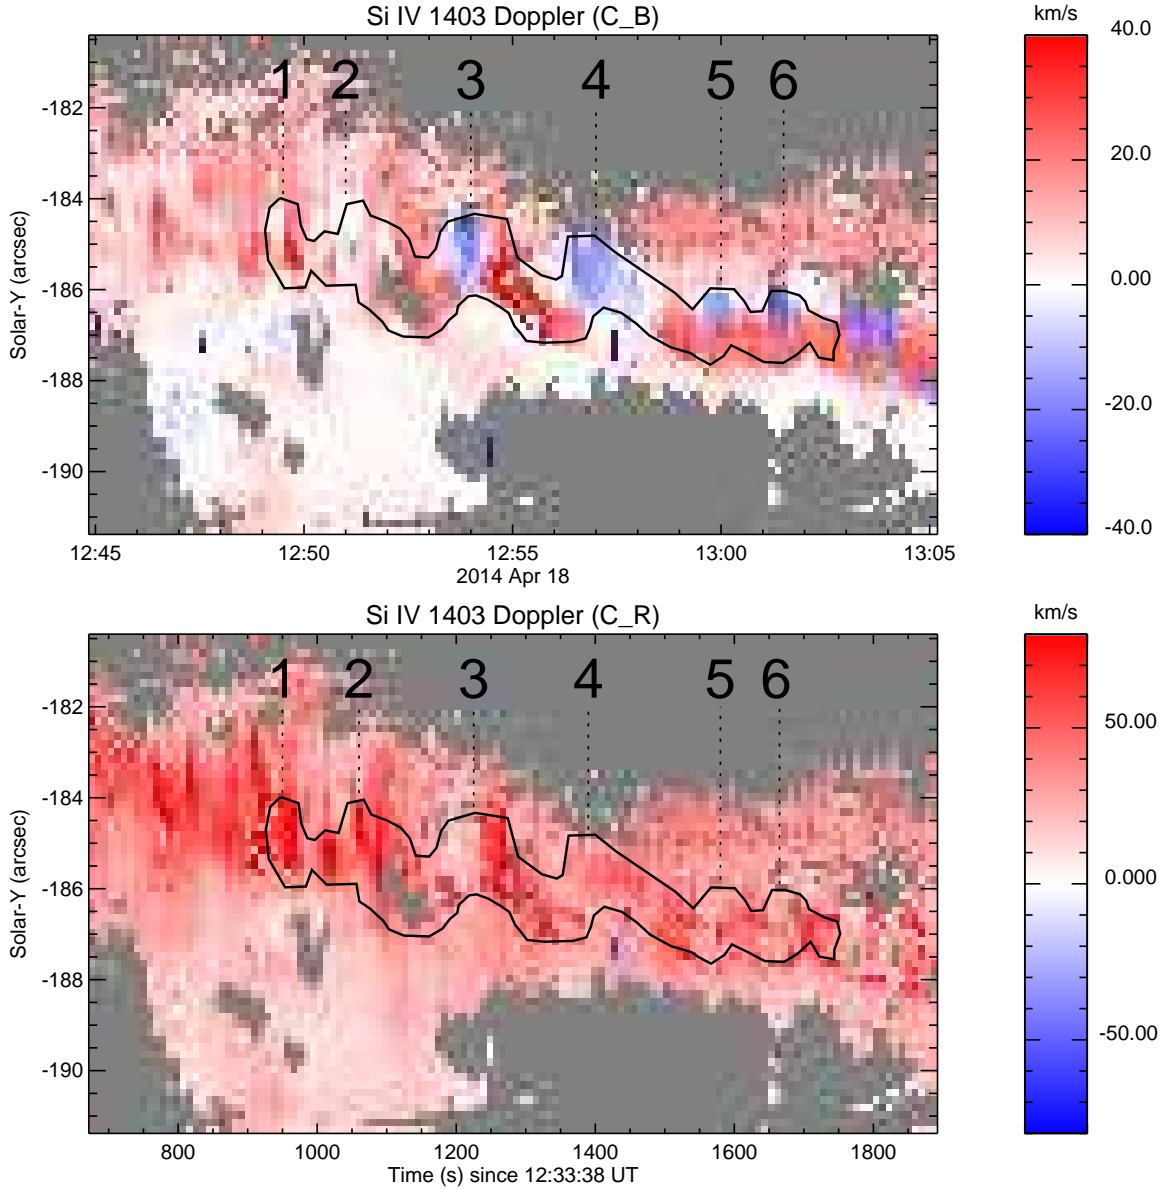 Si IV 1403 Doppler (C_B)
km/s
1 2 3 4 5 6
40.0
20.0
0.00
-20.0
-40.0
-182
-184
-186
-188
-190
Solar-Y (arcsec)
12:45 12:50 12:55 13:00 13:05
2014 Apr 18
Si IV 1403 Doppler (C_R)
km/s
1 2 3 4 5 6
50.00
0.000
-50.00
-182
-184
-186
-188
-190
Solar-Y (arcsec)
800 1000 1200 1400 1600 1800
Time (s) since 12:33:38 UT